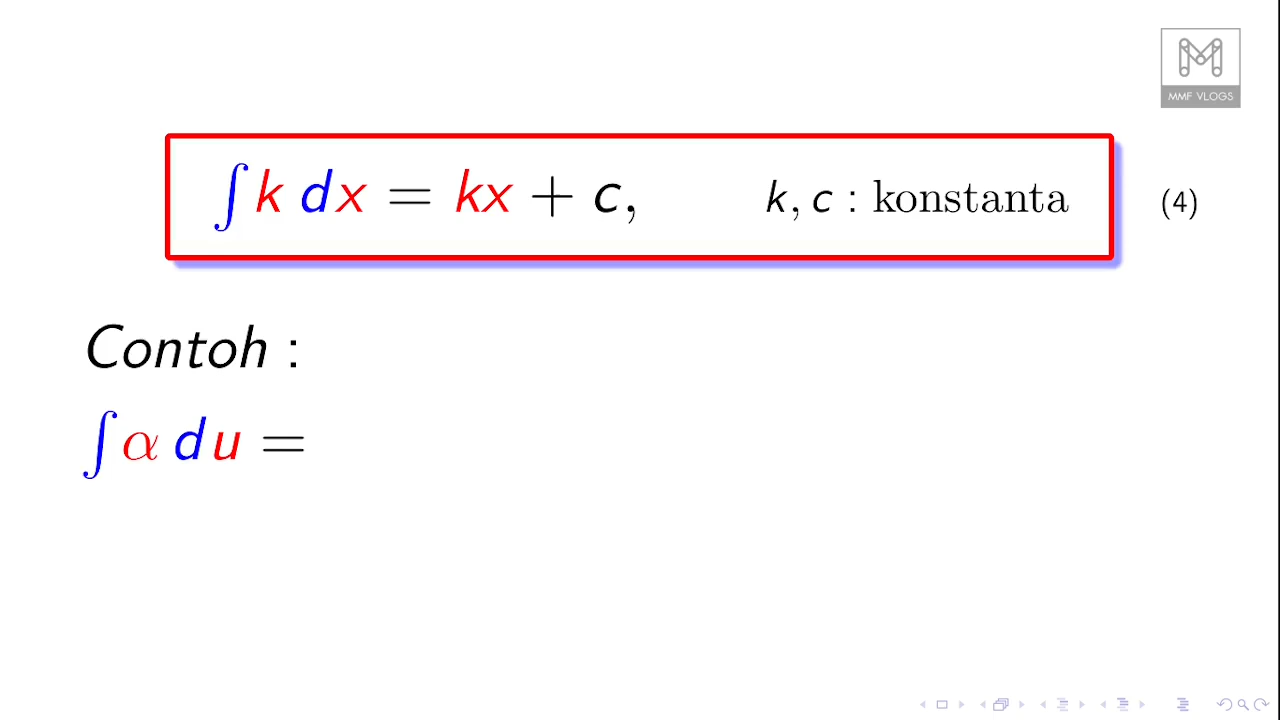 MMF VLOGS
∫k dx = kx + c, k, c : konstanta (4)
Contoh :
∫α du =